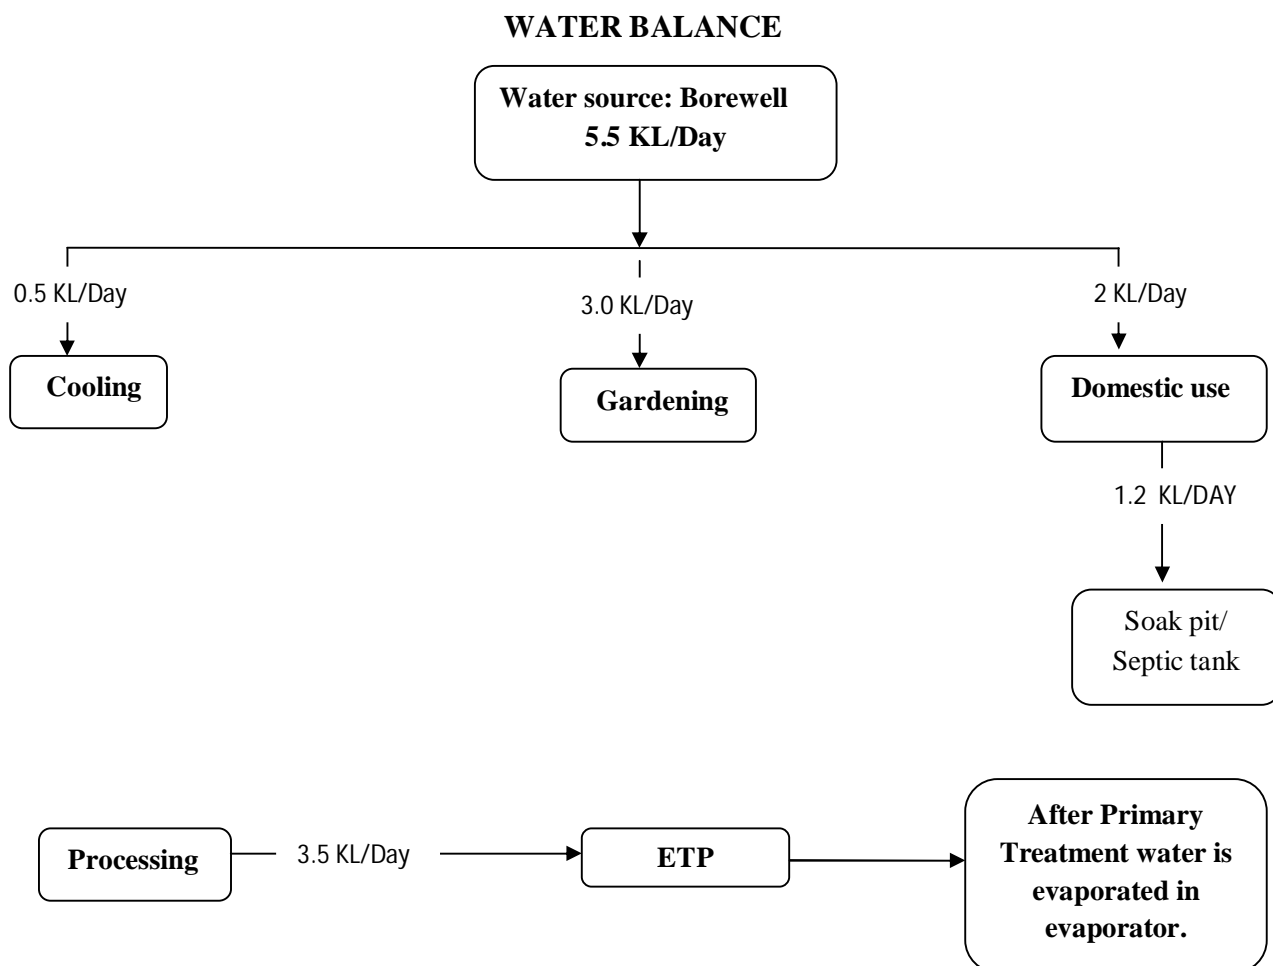 WATER BALANCE
Water source: Borewell
5.5 KL/Day
0.5 KL/Day
3.0 KL/Day
2 KL/Day
Cooling
Gardening
Domestic use
1.2 KL/DAY
Soak pit/
Septic tank
Processing
3.5 KL/Day
ETP
After Primary
Treatment water is
evaporated in
evaporator.